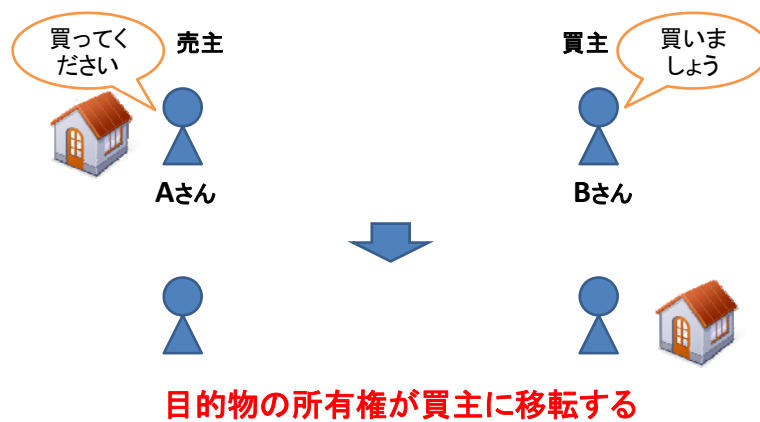 買ってく
ださい
売主
買主
買いま
しょう
Aさん
Bさん
目的物の所有権が買主に移転する